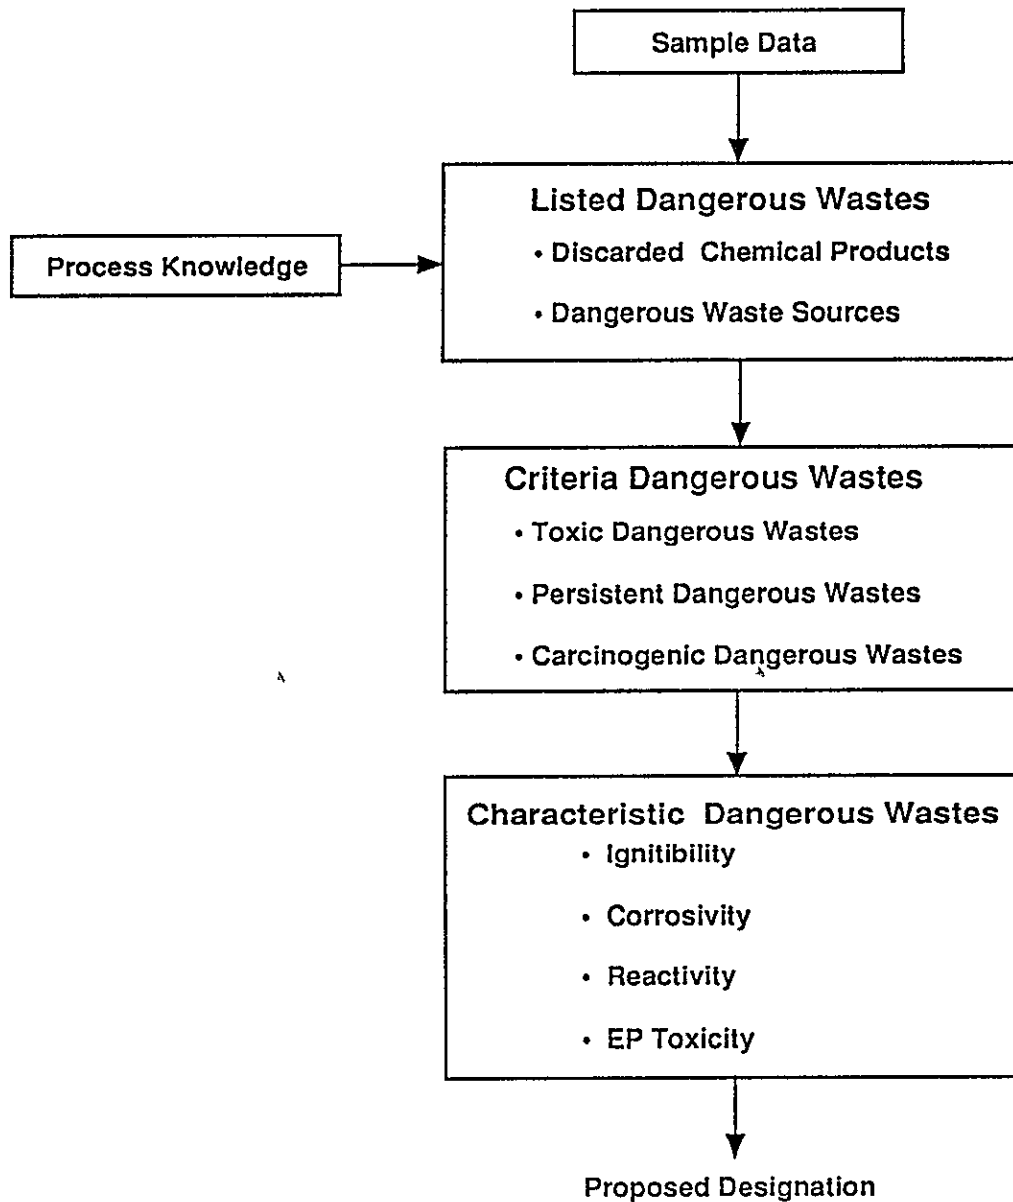 Sample Data
Listed Dangerous Wastes
• Discarded Chemical Products
Process Knowledge
• Dangerous Waste Sources
Criteria Dangerous Wastes
• Toxic Dangerous Wastes
• Persistent Dangerous Wastes
• Carcinogenic Dangerous Wastes
Characteristic Dangerous Wastes
• Ignitibility
• Corrosivity
• Reactivity
• EP Toxicity
Proposed Designation